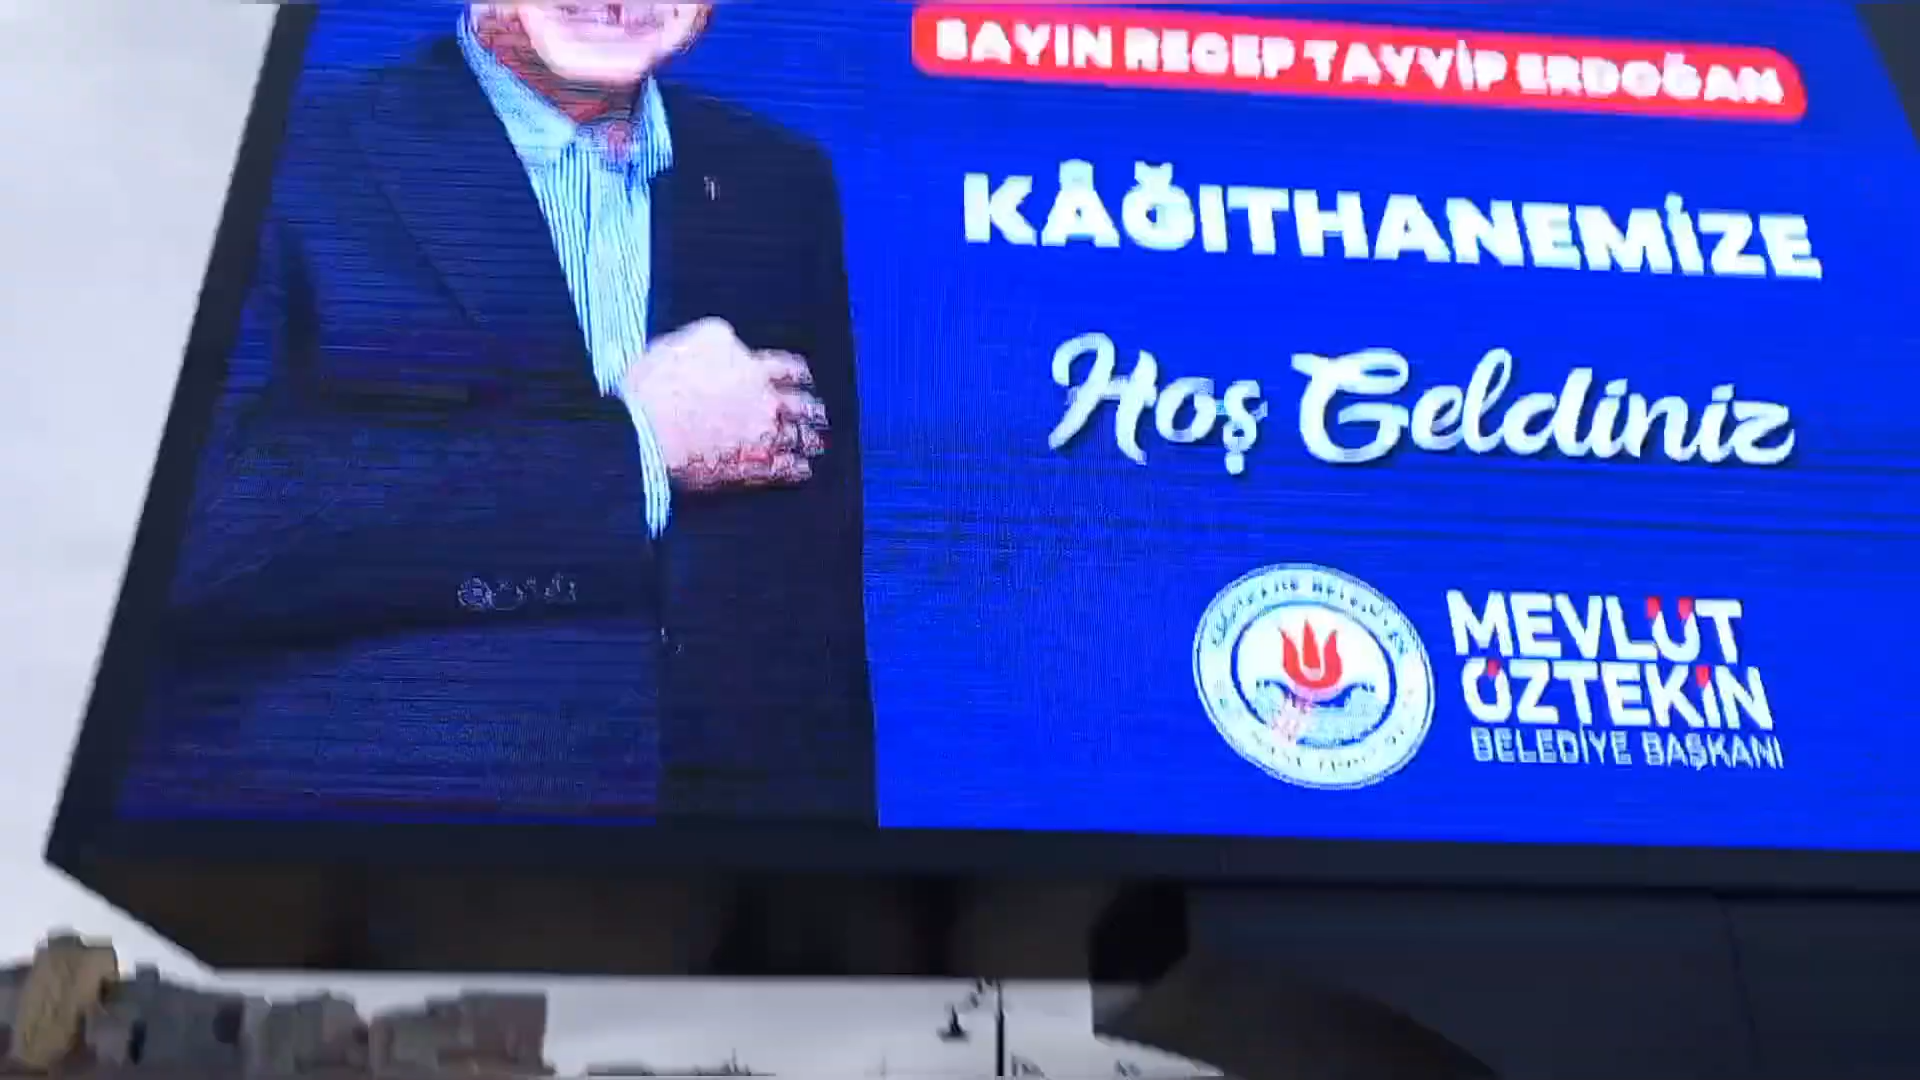 SAYIN RECEP TAYYİP ERDOĞAN
KÂĞITHANEMİZE
Hoş Geldiniz
MEVLÜT
ÖZTEKİN
BELEDİYE BAŞKANI